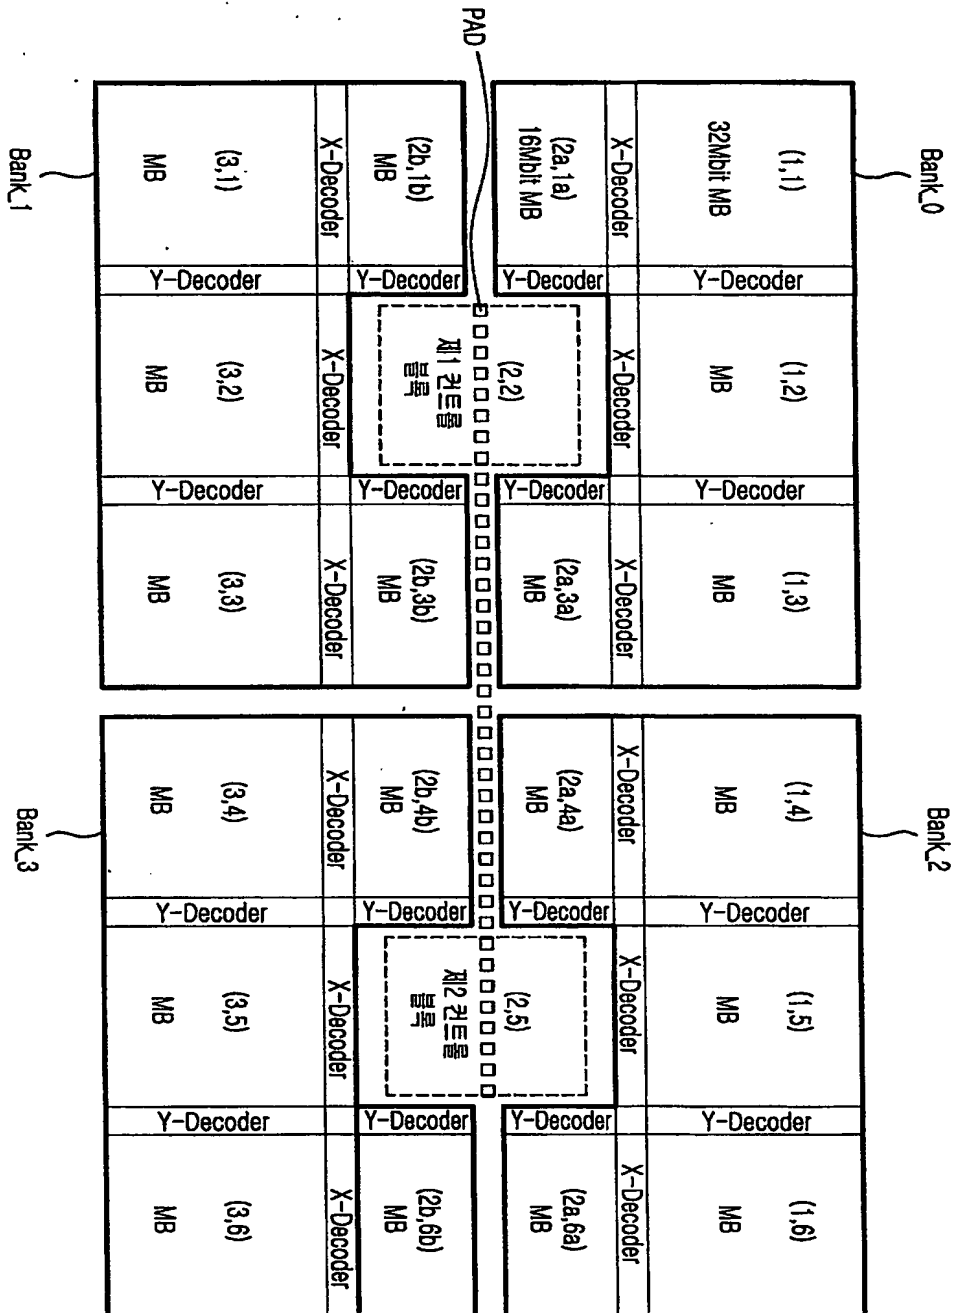 Bank_0 Bank_2
(1,1) (1,2) (1,3) (1,4) (1,5) (1,6)
32Mbit MB MB MB MB MB MB
Y-Decoder Y-Decoder Y-Decoder Y-Decoder
X-Decoder X-Decoder X-Decoder X-Decoder X-Decoder X-Decoder
(2a,1a) (2a,3a) (2a,4a) (2a,6a)
16Mbit MB MB MB MB
Y-Decoder Y-Decoder Y-Decoder Y-Decoder
(2,2) (2,5)
PAD
제1 컨트롤 제2 컨트롤
블록 블록
(2b,1b) (2b,3b) (2b,4b) (2b,6b)
MB MB MB MB
Y-Decoder Y-Decoder Y-Decoder Y-Decoder
X-Decoder X-Decoder X-Decoder X-Decoder X-Decoder X-Decoder
(3,1) (3,2) (3,3) (3,4) (3,5) (3,6)
MB MB MB MB MB MB
Y-Decoder Y-Decoder Y-Decoder Y-Decoder
Bank_1 Bank_3